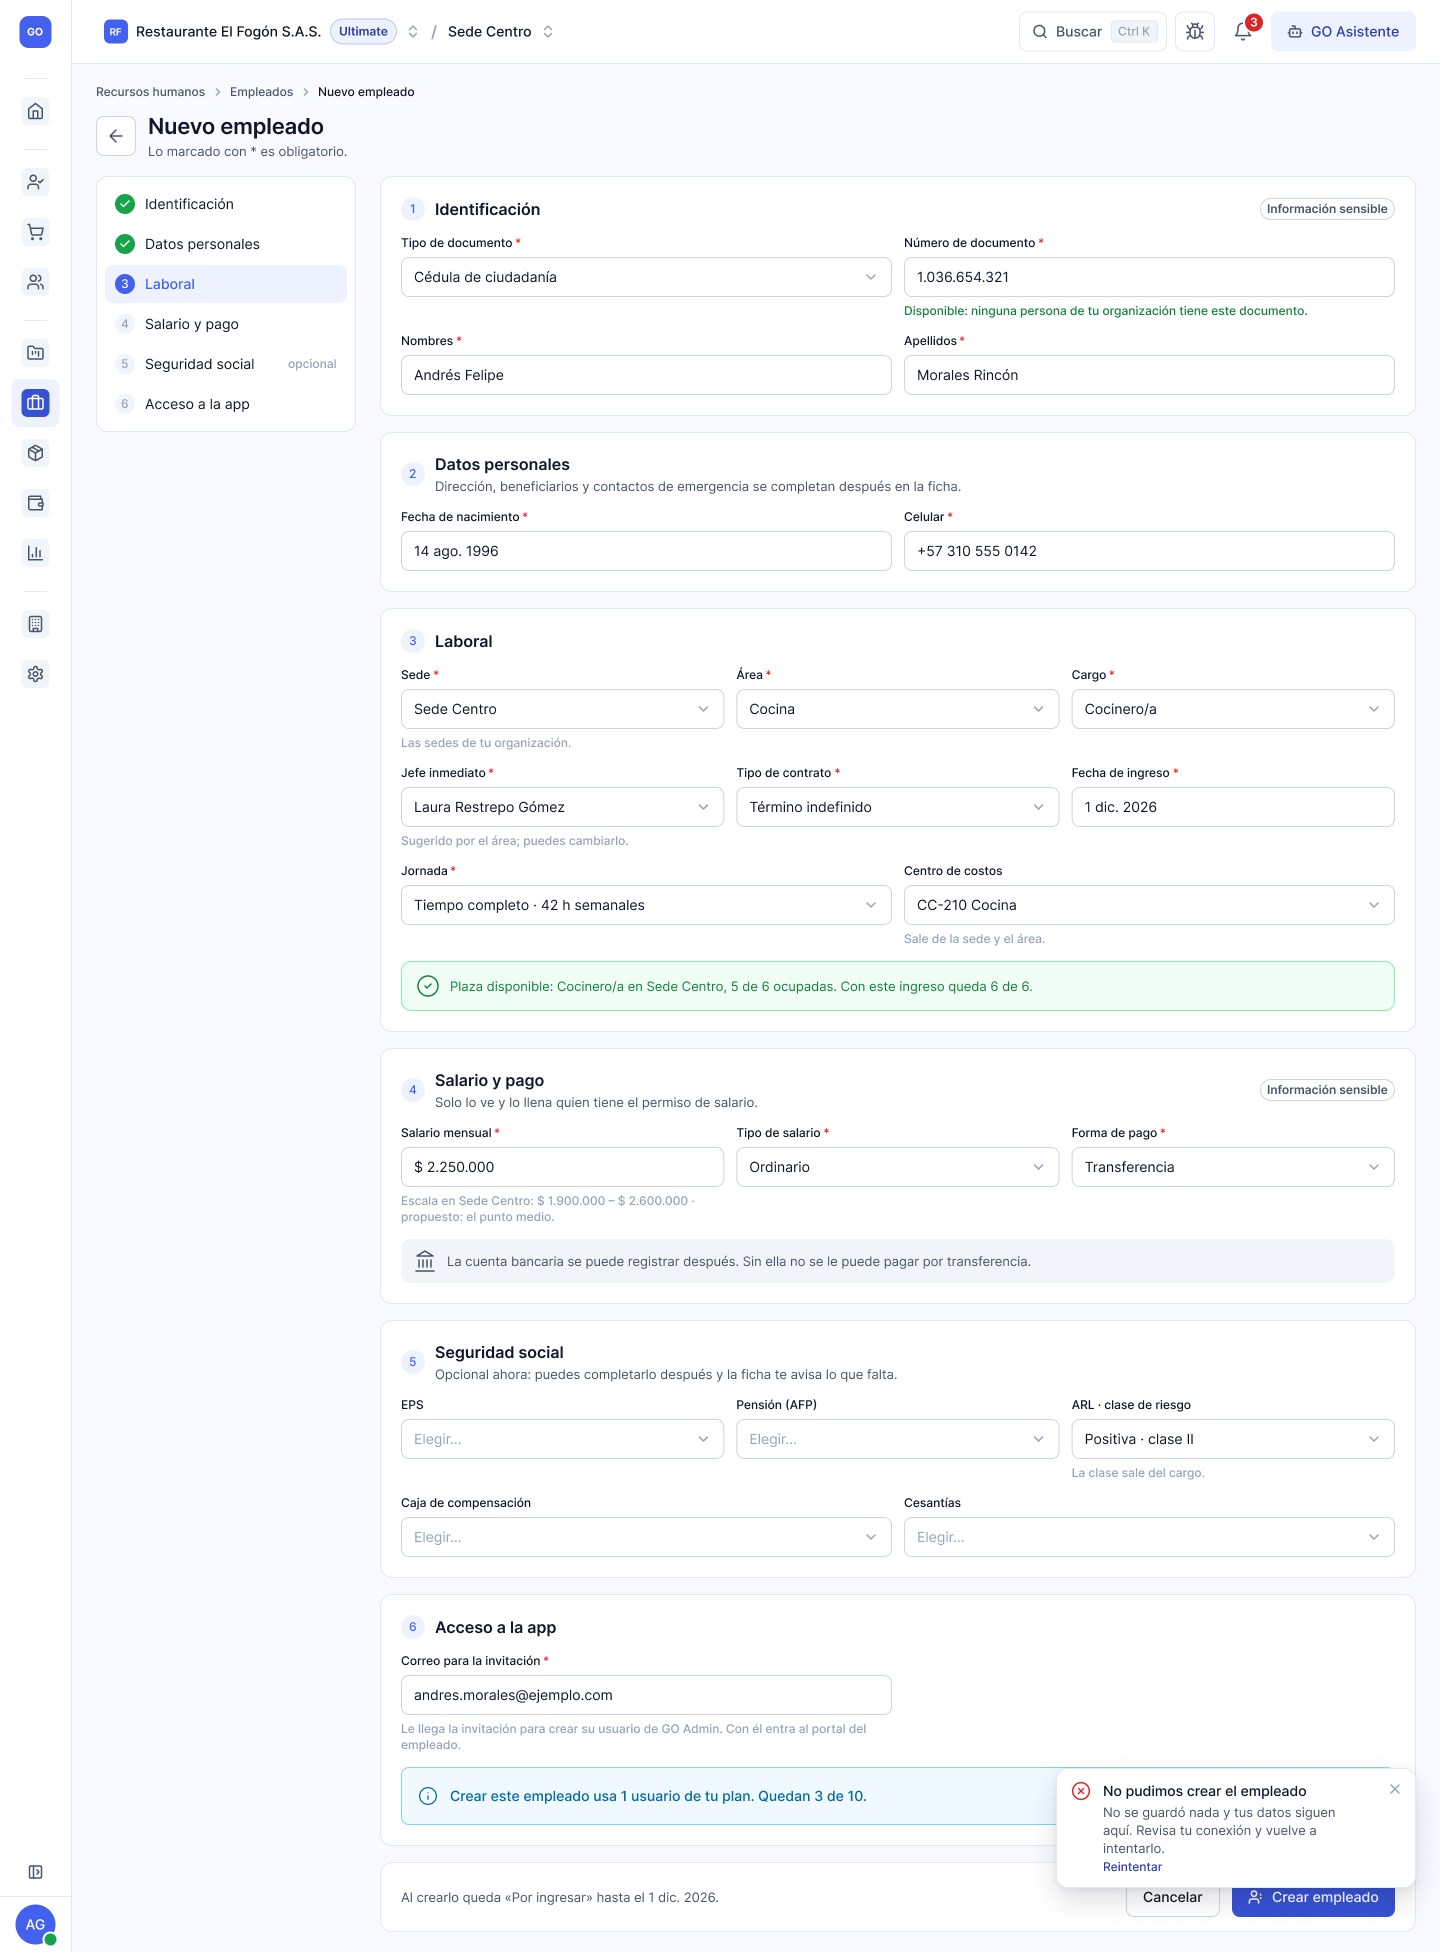 GO
RF
Restaurante El Fogón S.A.S.
Ultimate
/
Sede Centro
Buscar
Ctrl K
3
GO Asistente
Recursos humanos
Empleados
Nuevo empleado
Nuevo empleado
Lo marcado con * es obligatorio.
Identificación
Datos personales
3 Laboral
4 Salario y pago
5 Seguridad social opcional
6 Acceso a la app
1 Identificación
Información sensible
Tipo de documento *
Número de documento *
Cédula de ciudadanía
1.036.654.321
Disponible: ninguna persona de tu organización tiene este documento.
Nombres *
Apellidos *
Andrés Felipe
Morales Rincón
2 Datos personales
Dirección, beneficiarios y contactos de emergencia se completan después en la ficha.
Fecha de nacimiento *
Celular *
14 ago. 1996
+57 310 555 0142
3 Laboral
Sede *
Área *
Cargo *
Sede Centro
Cocina
Cocinero/a
Las sedes de tu organización.
Jefe inmediato *
Tipo de contrato *
Fecha de ingreso *
Laura Restrepo Gómez
Término indefinido
1 dic. 2026
Sugerido por el área; puedes cambiarlo.
Jornada *
Centro de costos
Tiempo completo · 42 h semanales
CC-210 Cocina
Sale de la sede y el área.
Plaza disponible: Cocinero/a en Sede Centro, 5 de 6 ocupadas. Con este ingreso queda 6 de 6.
4 Salario y pago
Solo lo ve y lo llena quien tiene el permiso de salario.
Información sensible
Salario mensual *
Tipo de salario *
Forma de pago *
$ 2.250.000
Ordinario
Transferencia
Escala en Sede Centro: $ 1.900.000 – $ 2.600.000 ·
propuesto: el punto medio.
La cuenta bancaria se puede registrar después. Sin ella no se le puede pagar por transferencia.
5 Seguridad social
Opcional ahora: puedes completarlo después y la ficha te avisa lo que falta.
EPS
Pensión (AFP)
ARL · clase de riesgo
Elegir...
Elegir...
Positiva · clase II
La clase sale del cargo.
Caja de compensación
Cesantías
Elegir...
Elegir...
6 Acceso a la app
Correo para la invitación *
andres.morales@ejemplo.com
Le llega la invitación para crear su usuario de GO Admin. Con él entra al portal del
empleado.
Crear este empleado usa 1 usuario de tu plan. Quedan 3 de 10.
No pudimos crear el empleado
No se guardó nada y tus datos siguen
aquí. Revisa tu conexión y vuelve a
intentarlo.
Reintentar
Al crearlo queda «Por ingresar» hasta el 1 dic. 2026.
Cancelar
Crear empleado
AG